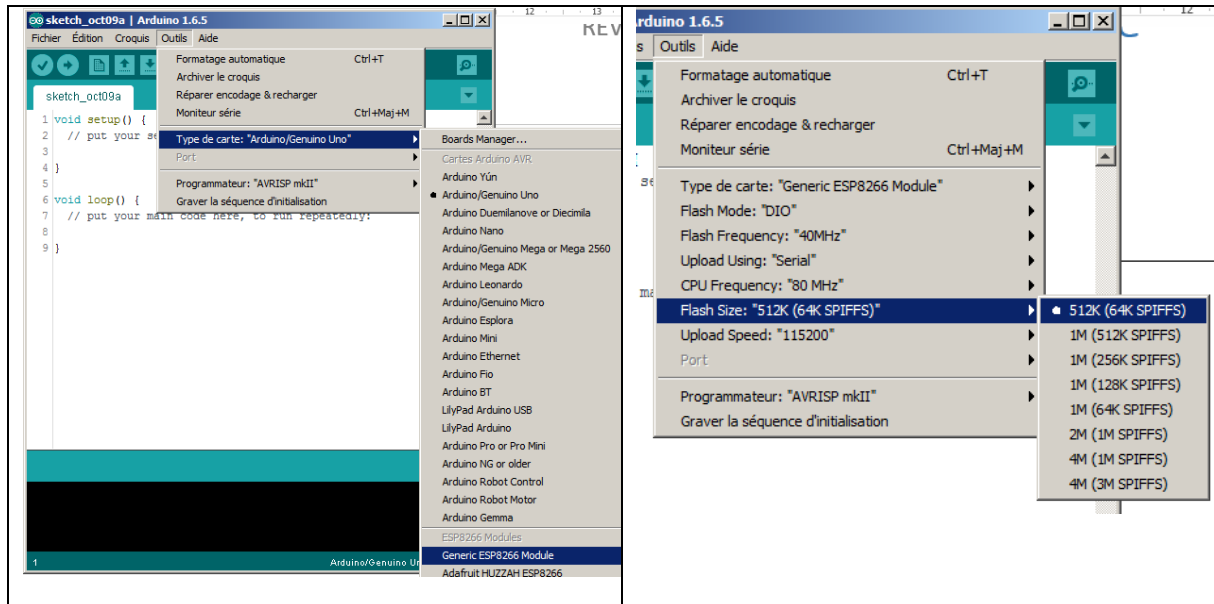 sketch_oct09a | Arduino 1.6.5
Fichier Édition Croquis Outils Aide
sketch_oct09a
1 void setup() {
2 // put your se
3
4 }
5
6 void loop() {
7 // put your main code here, to run repeatedly:
8
9 }
1
Arduino/Genuino Un
Formatage automatique Ctrl+T
Archiver le croquis
Réparer encodage & recharger
Moniteur série Ctrl+Maj+M
Type de carte: "Arduino/Genuino Uno"
Port
Programmateur: "AVRISP mkII"
Graver la séquence d'initialisation
Boards Manager...
Cartes Arduino AVR
Arduino Yún
Arduino/Genuino Uno
Arduino Duemilanove or Diecimila
Arduino Nano
Arduino/Genuino Mega or Mega 2560
Arduino Mega ADK
Arduino Leonardo
Arduino/Genuino Micro
Arduino Esplora
Arduino Mini
Arduino Ethernet
Arduino Fio
Arduino BT
LilyPad Arduino USB
LilyPad Arduino
Arduino Pro or Pro Mini
Arduino NG or older
Arduino Robot Control
Arduino Robot Motor
Arduino Gemma
ESP8266 Modules
Generic ESP8266 Module
Adafruit HUZZAH ESP8266
12 13
REV
rduino 1.6.5
s Outils Aide
12
Formatage automatique Ctrl+T
Archiver le croquis
Réparer encodage & recharger
Moniteur série Ctrl+Maj+M
se
Type de carte: "Generic ESP8266 Module"
Flash Mode: "DIO"
Flash Frequency: "40MHz"
Upload Using: "Serial"
CPU Frequency: "80 MHz"
ma
Flash Size: "512K (64K SPIFFS)"
Upload Speed: "115200"
Port
Programmateur: "AVRISP mkII"
Graver la séquence d'initialisation
512K (64K SPIFFS)
1M (512K SPIFFS)
1M (256K SPIFFS)
1M (128K SPIFFS)
1M (64K SPIFFS)
2M (1M SPIFFS)
4M (1M SPIFFS)
4M (3M SPIFFS)